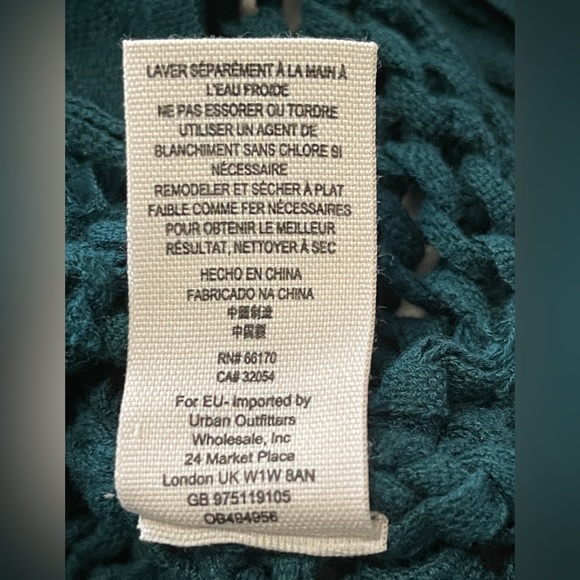 LAVER SÉPARÉMENT À LA MAIN À
L'EAU FROIDE
NE PAS ESSORER OU TORDRE
UTILISER UN AGENT DE
BLANCHIMENT SANS CHLORE SI
NÉCESSAIRE
REMODELER ET SÉCHER À PLAT
FAIBLE COMME FER NÉCESSAIRES
POUR OBTENIR LE MEILLEUR
RÉSULTAT, NETTOYER À SEC
HECHO EN CHINA
FABRICADO NA CHINA
中國制造
中国製
RN# 66170
CA# 32054
For EU- Imported by
Urban Outfitters
Wholesale, Inc
24 Market Place
London UK W1W 8AN
GB 975119105
OB494956